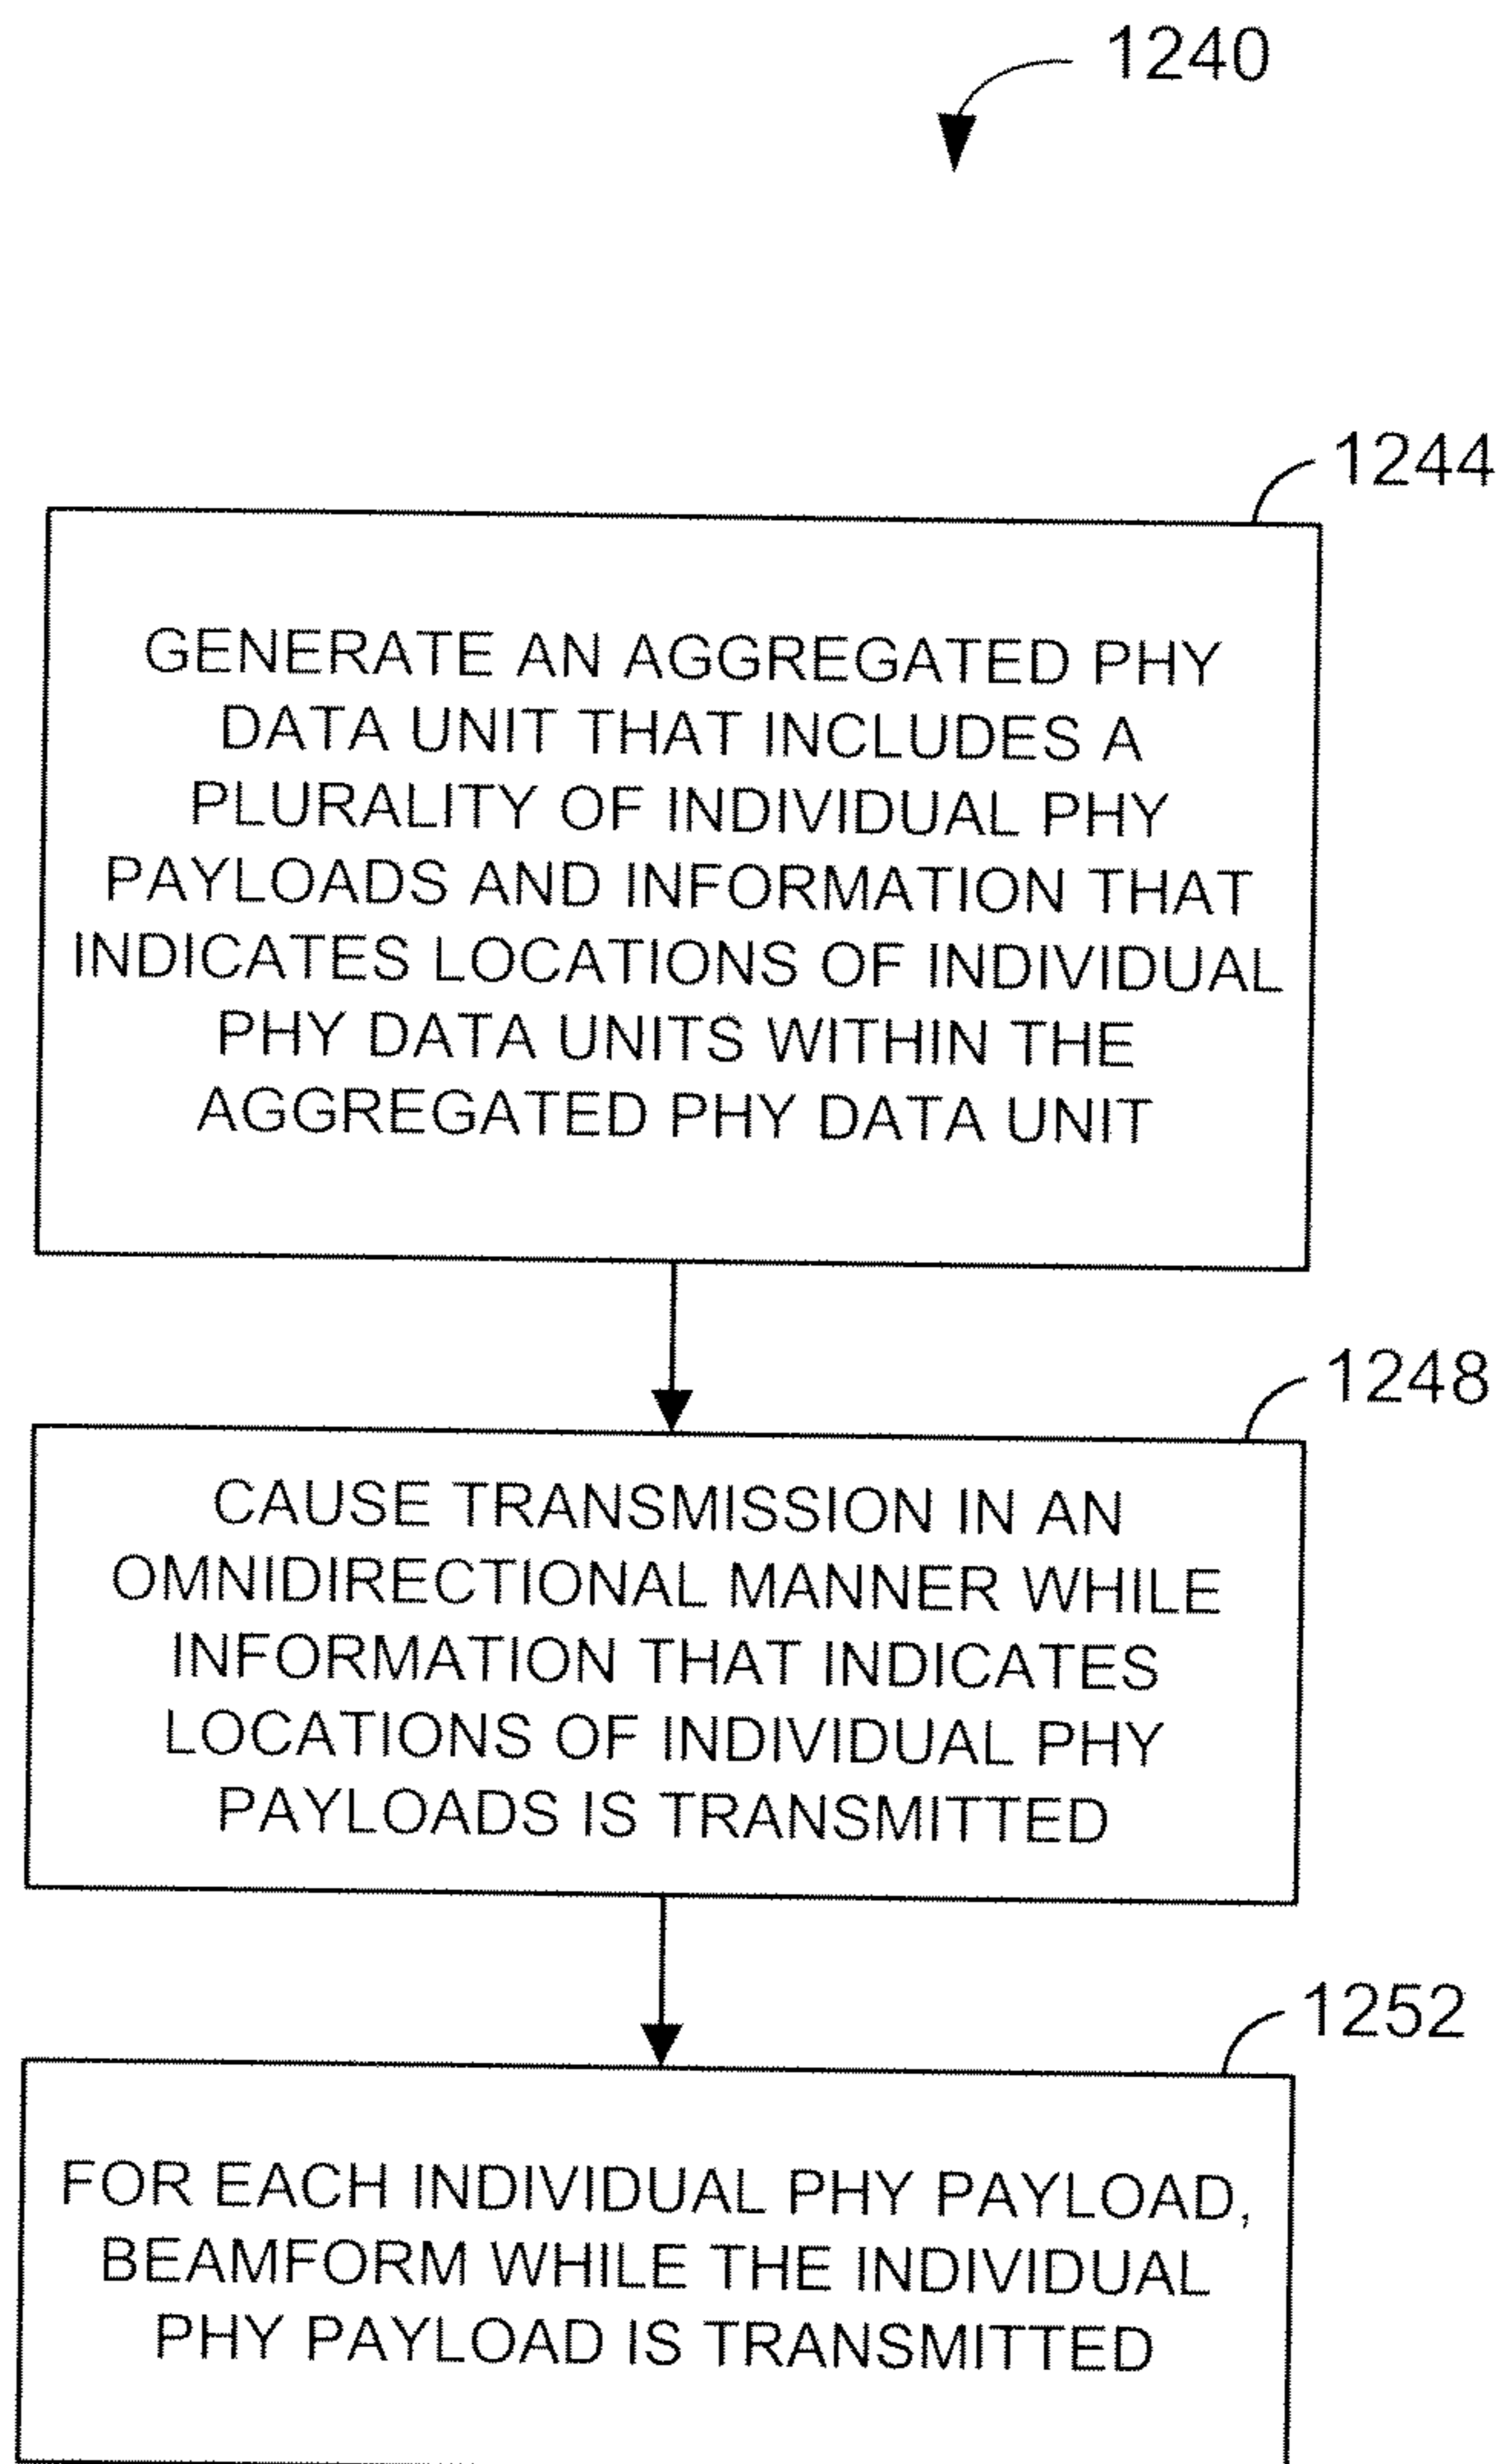 1240
1244
GENERATE AN AGGREGATED PHY
DATA UNIT THAT INCLUDES A
PLURALITY OF INDIVIDUAL PHY
PAYLOADS AND INFORMATION THAT
INDICATES LOCATIONS OF INDIVIDUAL
PHY DATA UNITS WITHIN THE
AGGREGATED PHY DATA UNIT
1248
CAUSE TRANSMISSION IN AN
OMNIDIRECTIONAL MANNER WHILE
INFORMATION THAT INDICATES
LOCATIONS OF INDIVIDUAL PHY
PAYLOADS IS TRANSMITTED
1252
FOR EACH INDIVIDUAL PHY PAYLOAD,
BEAMFORM WHILE THE INDIVIDUAL
PHY PAYLOAD IS TRANSMITTED